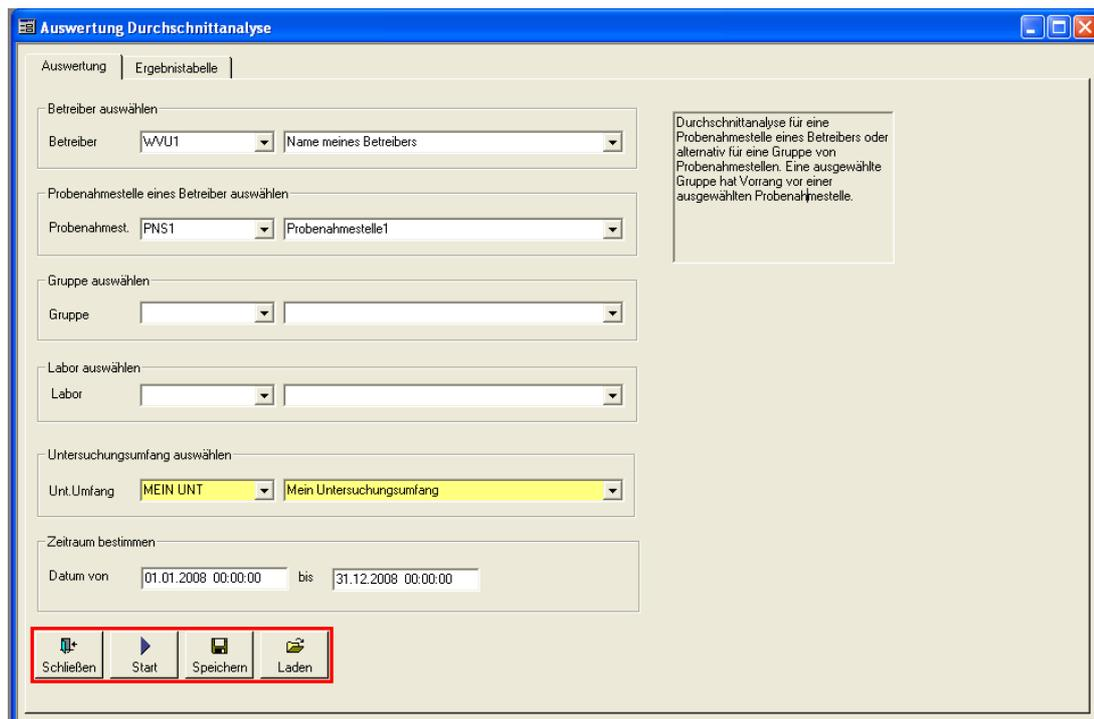 Auswertung Durchschnittanalyse
Auswertung
Ergebnistabelle
Betreiber auswählen
Betreiber WVU1 Name meines Betreibers
Probenahmestelle eines Betreiber auswählen
Probenahmest. PNS1 Probenahmestelle1
Gruppe auswählen
Gruppe
Labor auswählen
Labor
Untersuchungsumfang auswählen
Unt.Umfang MEIN UNT Mein Untersuchungsumfang
Zeitraum bestimmen
Datum von 01.01.2008 00:00:00 bis 31.12.2008 00:00:00
Schließen Start Speichern Laden
Durchschnittanalyse für eine
Probenahmestelle eines Betreibers oder
alternativ für eine Gruppe von
Probenahmestellen. Eine ausgewählte
Gruppe hat Vorrang vor einer
ausgewählten Probenahmestelle.